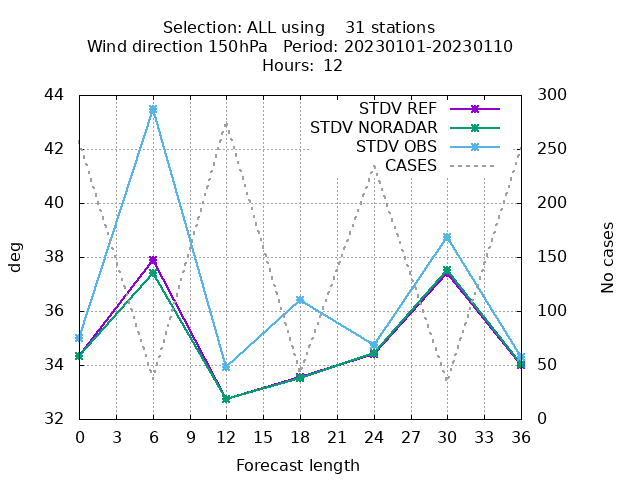 Selection: ALL using    31 stations
Wind direction 150hPa   Period: 20230101-20230110
Hours:  12
STDV REF
STDV NORADAR
STDV OBS
CASES
44
42
40
38
36
34
32
300
250
200
150
100
50
0
deg
No cases
0 3 6 9 12 15 18 21 24 27 30 33 36
Forecast length